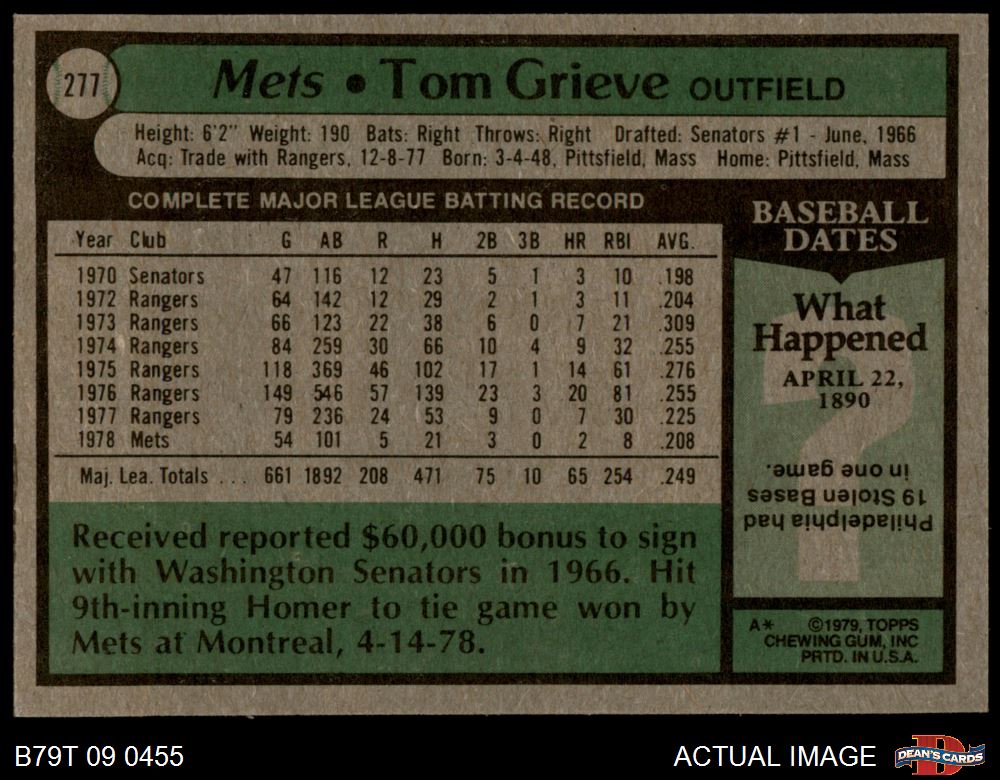 277
Mets • Tom Grieve OUTFIELD
Height: 6'2" Weight: 190 Bats: Right Throws: Right Drafted: Senators #1 - June, 1966
Acq: Trade with Rangers, 12-8-77 Born: 3-4-48, Pittsfield, Mass Home: Pittsfield, Mass
COMPLETE MAJOR LEAGUE BATTING RECORD
Year Club G AB R H 2B 3B HR RBI AVG.
1970 Senators 47 116 12 23 5 1 3 10 .198
1972 Rangers 64 142 12 29 2 1 3 11 .204
1973 Rangers 66 123 22 38 6 0 7 21 .309
1974 Rangers 84 259 30 66 10 4 9 32 .255
1975 Rangers 118 369 46 102 17 1 14 61 .276
1976 Rangers 149 546 57 139 23 3 20 81 .255
1977 Rangers 79 236 24 53 9 0 7 30 .225
1978 Mets 54 101 5 21 3 0 2 8 .208
Maj. Lea. Totals ... 661 1892 208 471 75 10 65 254 .249
Received reported $60,000 bonus to sign
with Washington Senators in 1966. Hit
9th-inning Homer to tie game won by
Mets at Montreal, 4-14-78.
BASEBALL
DATES
What
Happened
APRIL 22,
1890
Philadelphia had
19 Stolen Bases
in one game.
A* ©1979, TOPPS
CHEWING GUM, INC
PRTD. IN U.S.A.
B79T 09 0455
ACTUAL IMAGE
D
DEAN'S CARDS